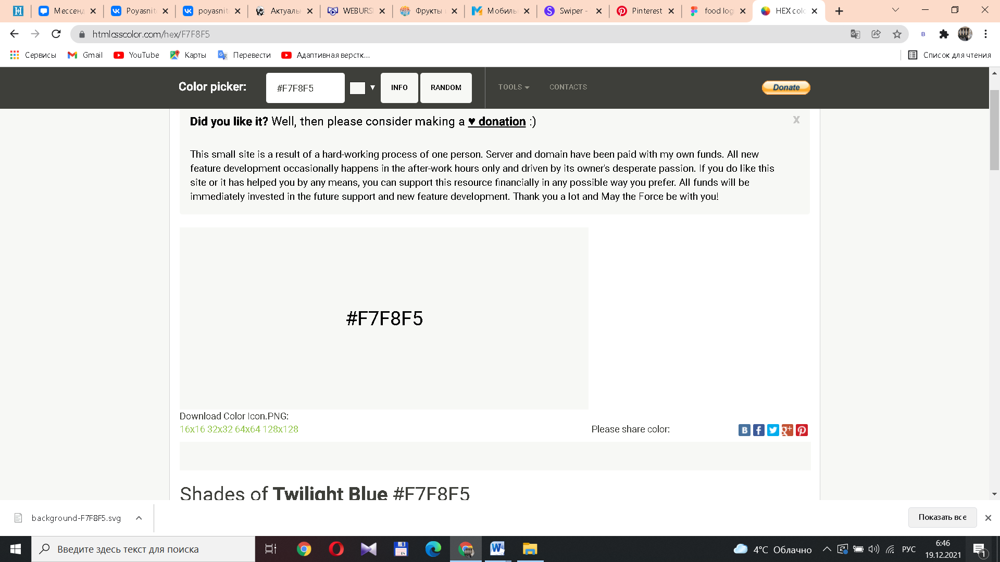 Мессенд
Poyasnit
poyasnit
Актуаль
WEBURS
Фрукты
Мобиль
Swiper -
Pinterest
food log
HEX colo
htmlcsscolor.com/hex/F7F8F5
B
Сервисы
Gmail
YouTube
Карты
Перевести
Адаптивная верстк...
Список для чтения
Color picker:
#F7F8F5
INFO
RANDOM
TOOLS
CONTACTS
Donate
Did you like it? Well, then please consider making a ♥ donation :)
X
This small site is a result of a hard-working process of one person. Server and domain have been paid with my own funds. All new
feature development occasionally happens in the after-work hours only and driven by its owner's desperate passion. If you do like this
site or it has helped you by any means, you can support this resource financially in any possible way you prefer. All funds will be
immediately invested in the future support and new feature development. Thank you a lot and May the Force be with you!
#F7F8F5
Download Color Icon.PNG:
16x16 32x32 64x64 128x128
Please share color:
Shades of Twilight Blue #F7F8F5
background-F7F8F5.svg
Показать все
Введите здесь текст для поиска
4°C Облачно
РУС
6:46
19.12.2021
1